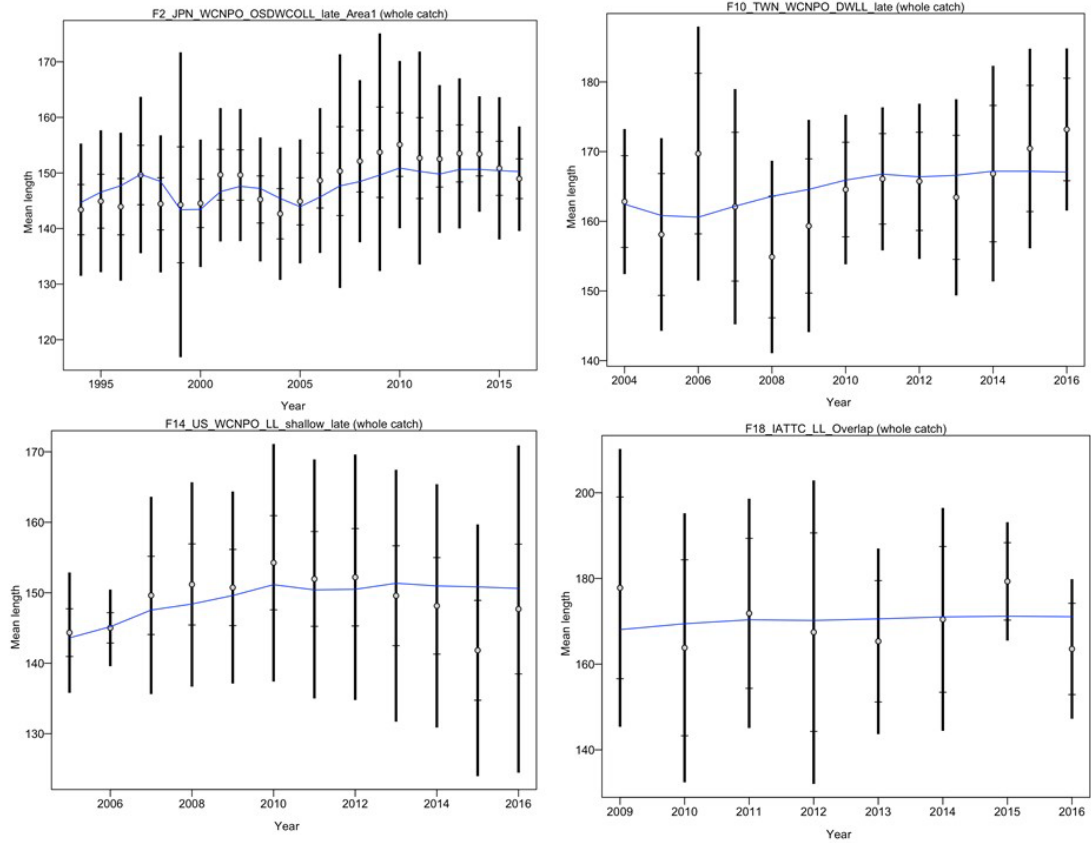 F2_JPN_WCNPO_OSDWCOLL_late_Area1 (whole catch)
Mean length
170
160
150
140
130
120
1995 2000 2005 2010 2015
Year
F10_TWN_WCNPO_DWLL_late (whole catch)
Mean length
180
170
160
150
140
2004 2006 2008 2010 2012 2014 2016
Year
F14_US_WCNPO_LL_shallow_late (whole catch)
Mean length
170
160
150
140
130
2006 2008 2010 2012 2014 2016
Year
F18_IATTC_LL_Overlap (whole catch)
Mean length
200
180
160
140
2009 2010 2011 2012 2013 2014 2015 2016
Year